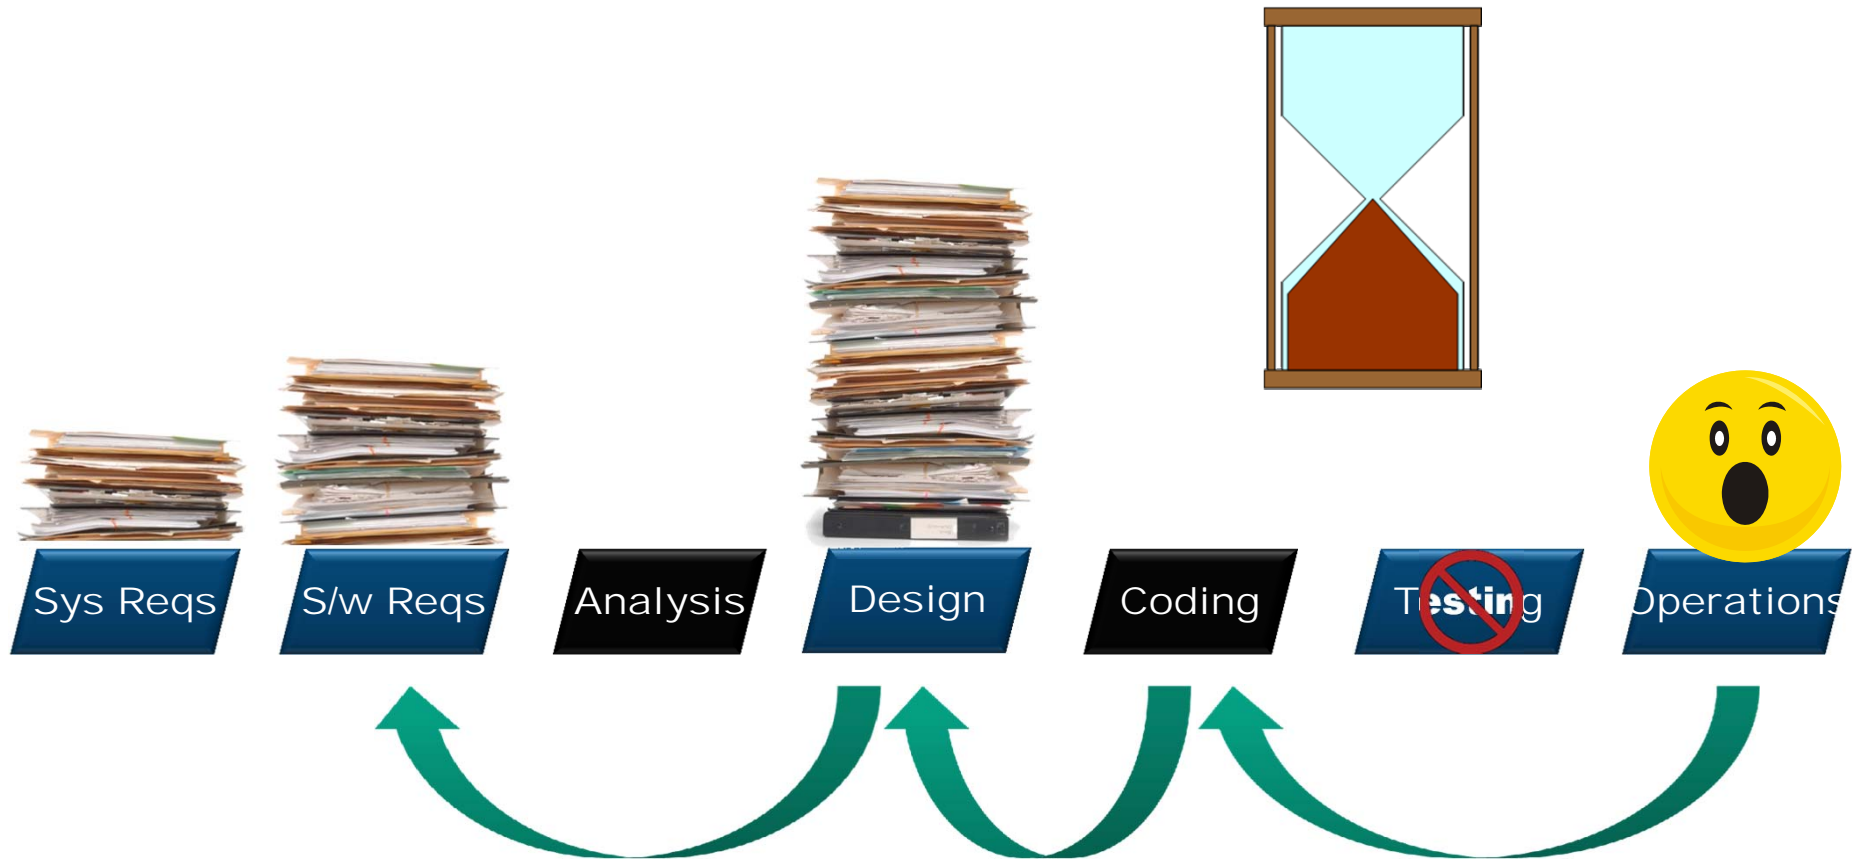 Sys Reqs
S/w Reqs
Analysis
Design
Coding
Testing
Operations